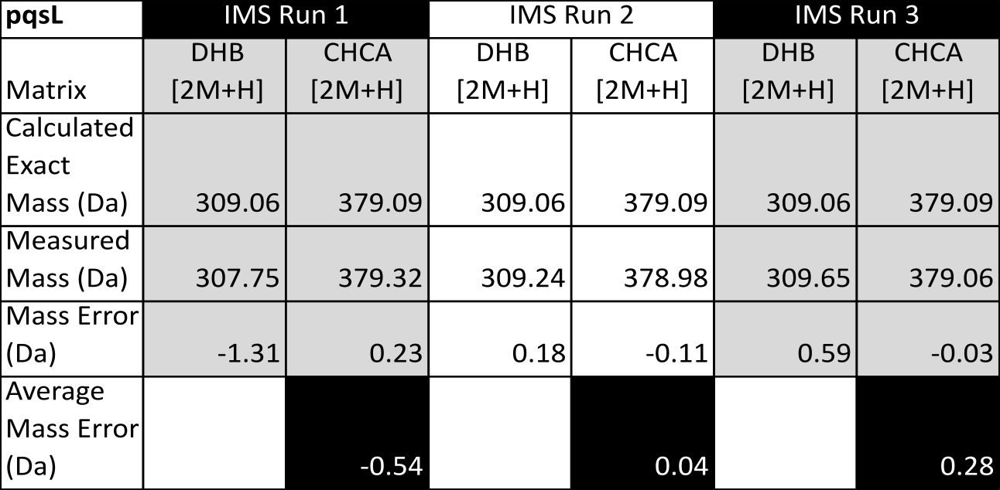 pqsL IMS Run 1 IMS Run 2 IMS Run 3
DHB CHCA DHB CHCA DHB CHCA
Matrix [2M+H] [2M+H] [2M+H] [2M+H] [2M+H] [2M+H]
Calculated
Exact
Mass (Da) 309.06 379.09 309.06 379.09 309.06 379.09
Measured
Mass (Da) 307.75 379.32 309.24 378.98 309.65 379.06
Mass Error
(Da) -1.31 0.23 0.18 -0.11 0.59 -0.03
Average
Mass Error
(Da) -0.54 0.04 0.28